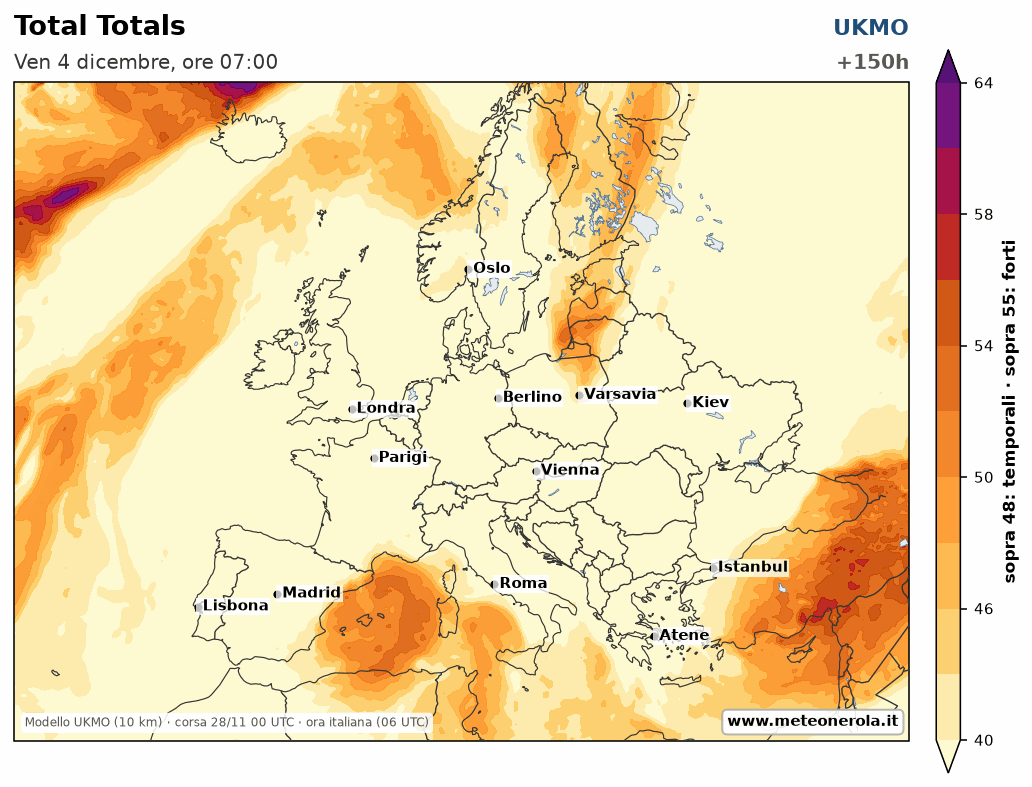 Total Totals
UKMO
Ven 4 dicembre, ore 07:00
+150h
64
58
54
50
46
40
sopra 48: temporali · sopra 55: forti
Oslo
Berlino
Varsavia
Kiev
Londra
Parigi
Vienna
Istanbul
Roma
Madrid
Lisbona
Atene
Modello UKMO (10 km) · corsa 28/11 00 UTC · ora italiana (06 UTC)
www.meteonerola.it